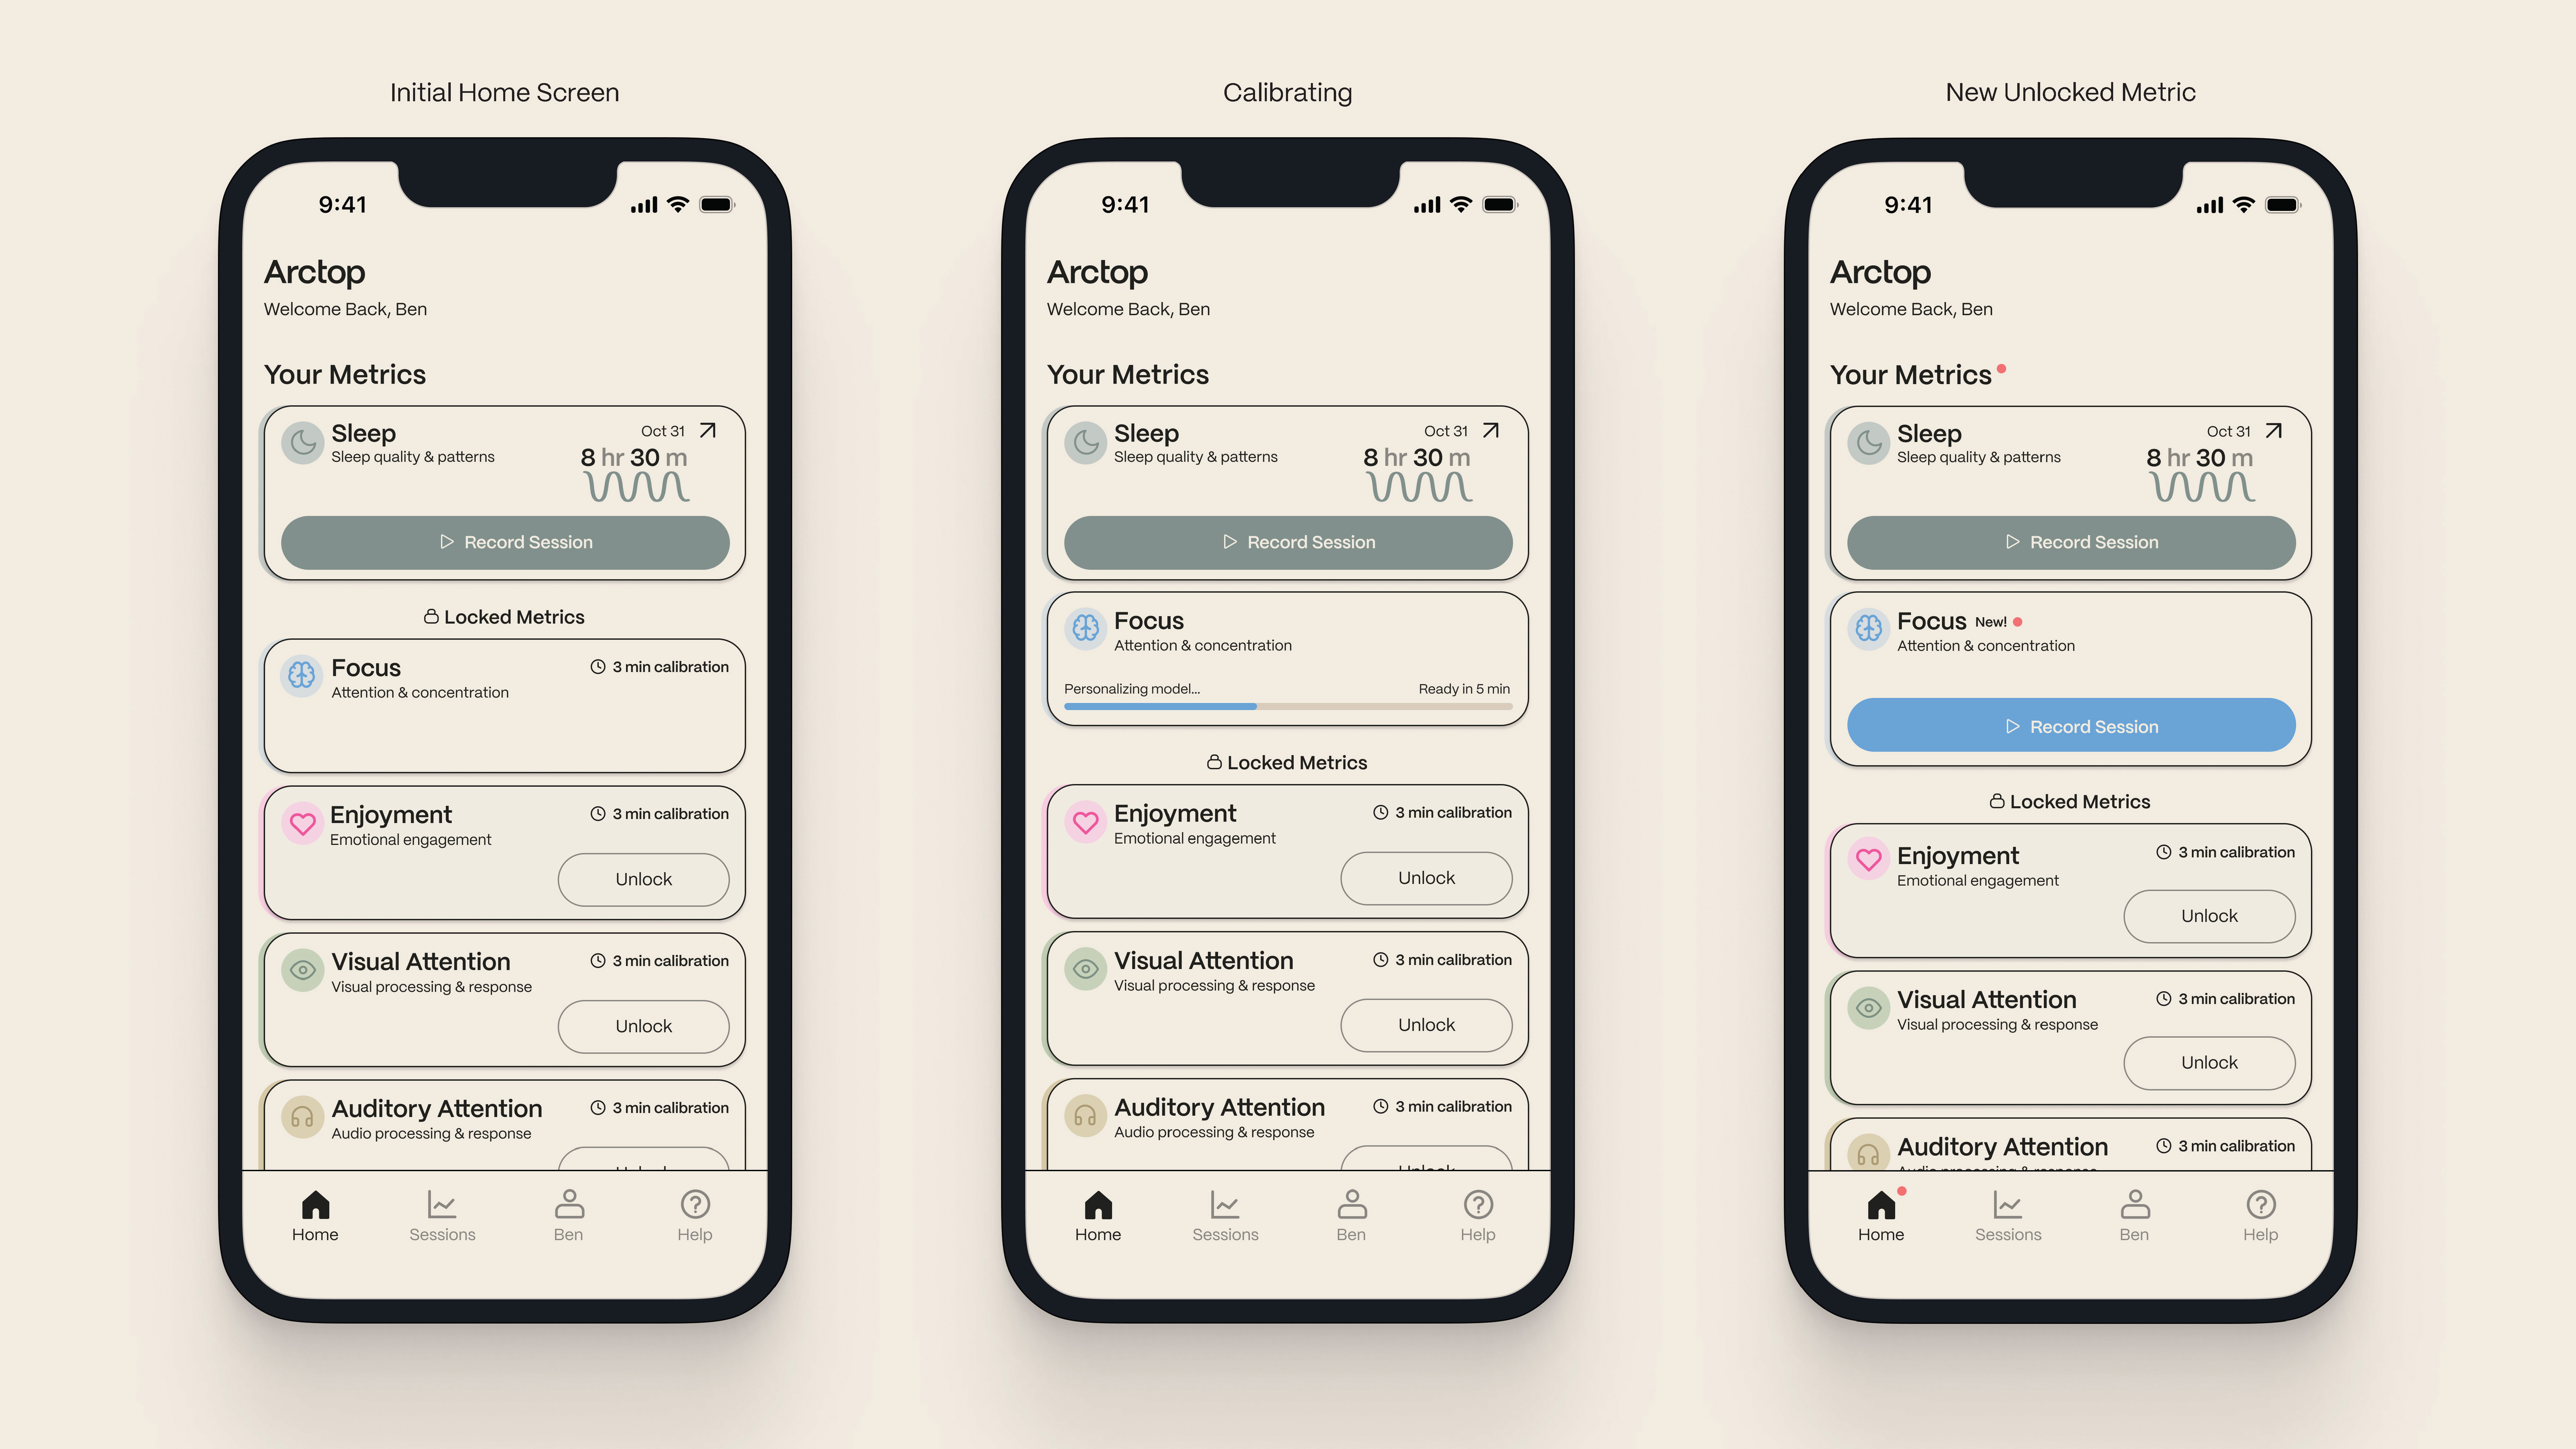 Initial Home Screen
9:41
Arctop
Welcome Back, Ben
Your Metrics
Sleep
Sleep quality & patterns
Oct 31
8 hr 30 m
Record Session
Locked Metrics
Focus
Attention & concentration
3 min calibration
Enjoyment
Emotional engagement
3 min calibration
Unlock
Visual Attention
Visual processing & response
3 min calibration
Unlock
Auditory Attention
Audio processing & response
3 min calibration
Unlock
Home
Sessions
Ben
Help
Calibrating
9:41
Arctop
Welcome Back, Ben
Your Metrics
Sleep
Sleep quality & patterns
Oct 31
8 hr 30 m
Record Session
Focus
Attention & concentration
Personalizing model...
Ready in 5 min
Locked Metrics
Enjoyment
Emotional engagement
3 min calibration
Unlock
Visual Attention
Visual processing & response
3 min calibration
Unlock
Auditory Attention
Audio processing & response
3 min calibration
Unlock
Home
Sessions
Ben
Help
New Unlocked Metric
9:41
Arctop
Welcome Back, Ben
Your Metrics
Sleep
Sleep quality & patterns
Oct 31
8 hr 30 m
Record Session
Focus New!
Attention & concentration
Record Session
Locked Metrics
Enjoyment
Emotional engagement
3 min calibration
Unlock
Visual Attention
Visual processing & response
3 min calibration
Unlock
Auditory Attention
Audio processing & response
3 min calibration
Home
Sessions
Ben
Help